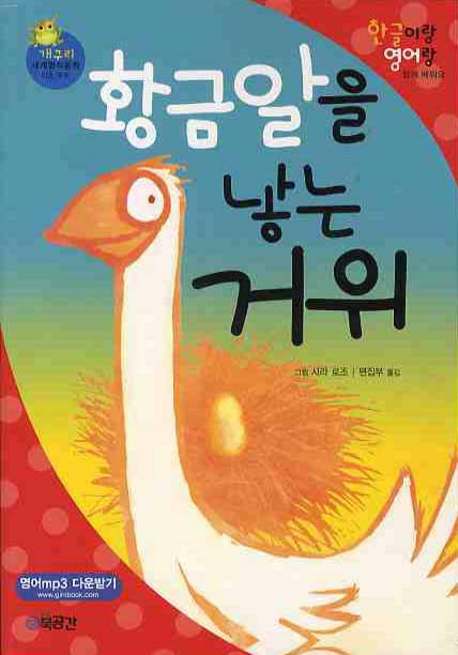 개구리
세계명작동화
한글이랑
영어랑
함께 배워요
황금알을
낳는
거위
그림 사라 로조 | 편집부 옮김
영어mp3 다운받기
www.ginibook.com
북공간